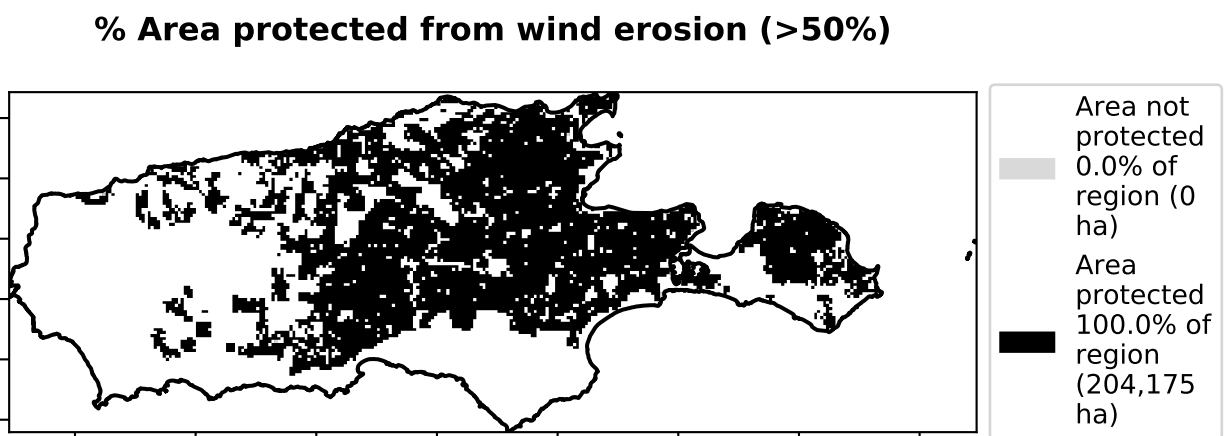 % Area protected from wind erosion (>50%)
Area not
protected
0.0% of
region (0
ha)
Area
protected
100.0% of
region
(204,175
ha)